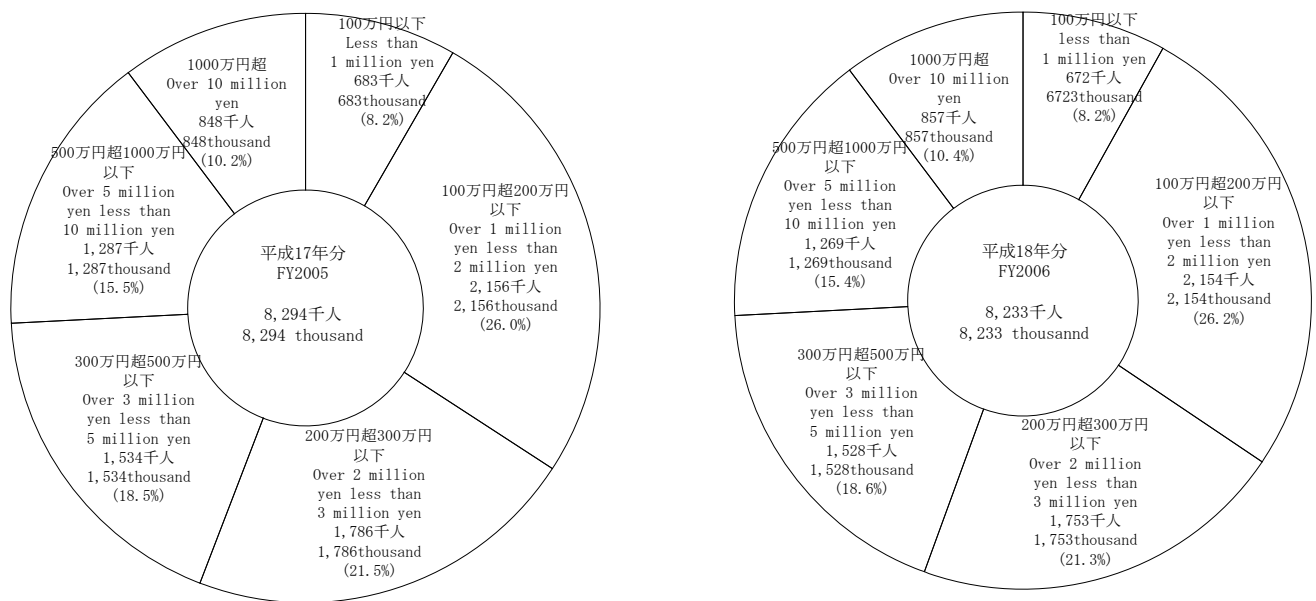 100万円以下
Less than
1 million yen
683千人
683thousand
(8.2%)
100万円超200万円
以下
Over 1 million
yen less than
2 million yen
2,156千人
2,156thousand
(26.0%)
200万円超300万円
以下
Over 2 million
yen less than
3 million yen
1,786千人
1,786thousand
(21.5%)
300万円超500万円
以下
Over 3 million
yen less than
5 million yen
1,534千人
1,534thousand
(18.5%)
500万円超1000万円
以下
Over 5 million
yen less than
10 million yen
1,287千人
1,287thousand
(15.5%)
1000万円超
Over 10 million
yen
848千人
848thousand
(10.2%)
平成17年分
FY2005
8,294千人
8,294 thousand
100万円以下
less than
1 million yen
672千人
6723thousand
(8.2%)
100万円超200万円
以下
Over 1 million
yen less than
2 million yen
2,154千人
2,154thousand
(26.2%)
200万円超300万円
以下
Over 2 million
yen less than
3 million yen
1,753千人
1,753thousand
(21.3%)
300万円超500万円
以下
Over 3 million
yen less than
5 million yen
1,528千人
1,528thousand
(18.6%)
500万円超1000万円
以下
Over 5 million
yen less than
10 million yen
1,269千人
1,269thousand
(15.4%)
1000万円超
Over 10 million
yen
857千人
857thousand
(10.4%)
平成18年分
FY2006
8,233千人
8,233 thousannd